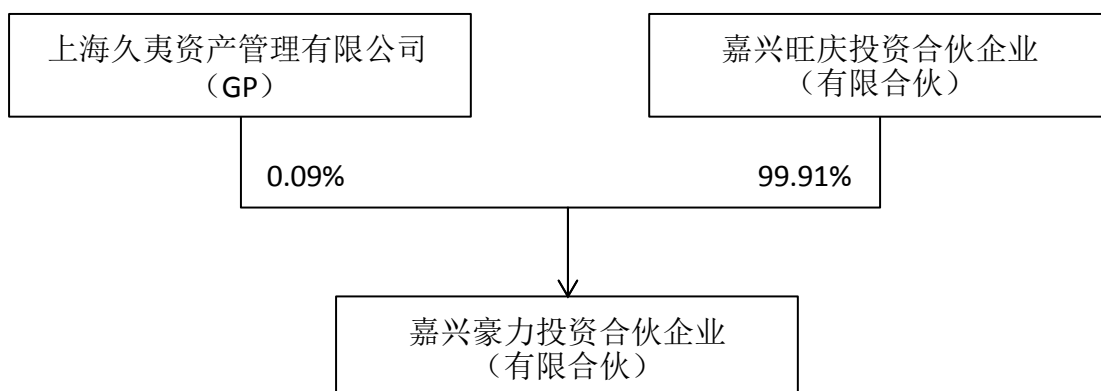 上海久夷资产管理有限公司
（GP）
嘉兴旺庆投资合伙企业
（有限合伙）
0.09%
99.91%
嘉兴豪力投资合伙企业
（有限合伙）